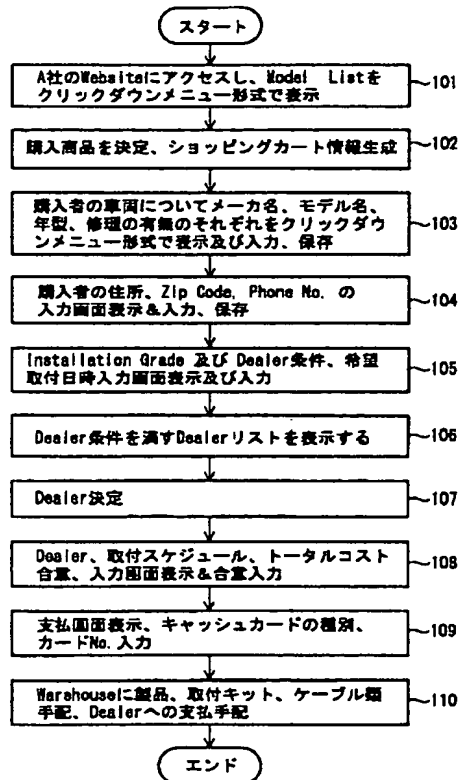 スタート
A社のWebsiteにアクセスし、Model Listを
クリックダウンメニュー形式で表示
101
購入商品を決定、ショッピングカート情報生成
102
購入者の車両についてメーカ名、モデル名、
年型、修理の有無のそれぞれをクリックダウ
ンメニュー形式で表示及び入力、保存
103
購入者の住所、Zip Code, Phone No. の
入力画面表示&入力、保存
104
Installation Grade 及び Dealer条件、希望
取付日時入力画面表示及び入力
105
Dealer条件を満すDealerリストを表示する
106
Dealer決定
107
Dealer、取付スケジュール、トータルコスト
合意、入力画面表示&合意入力
108
支払画面表示、キャッシュカードの種別、
カードNo.入力
109
Warehouseに製品、取付キット、ケーブル類
手配、Dealerへの支払手配
110
エンド